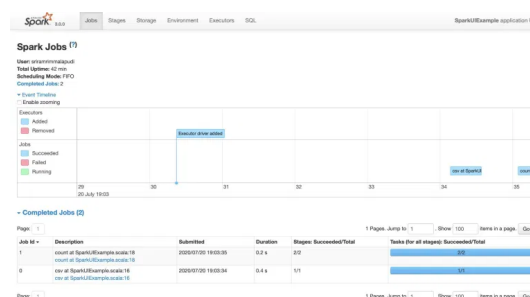 Spark 3.0.0 Jobs Stages Storage Environment Executors SQL SparkUIExample application
Spark Jobs (?)
User: sriramrimmalapudi
Total Uptime: 42 min
Scheduling Mode: FIFO
Completed Jobs: 2
Event Timeline
Enable zooming
Executors
Added
Removed
Executor driver added
Jobs
Succeeded
Failed
Running
csv at SparkUI
count
29 30 31 32 33 34 35
20 July 19:03
Completed Jobs (2)
Page: 1 1 Pages. Jump to 1 . Show 100 items in a page. Go
Job Id Description Submitted Duration Stages: Succeeded/Total Tasks (for all stages): Succeeded/Total
1 count at SparkUIExample.scala:18 2020/07/20 19:03:35 0.2 s 2/2 2/2
count at SparkUIExample.scala:18
0 csv at SparkUIExample.scala:16 2020/07/20 19:03:34 0.4 s 1/1 1/1
csv at SparkUIExample.scala:16
Page: 1 1 Pages. Jump to 1 . Show 100 items in a page. Go